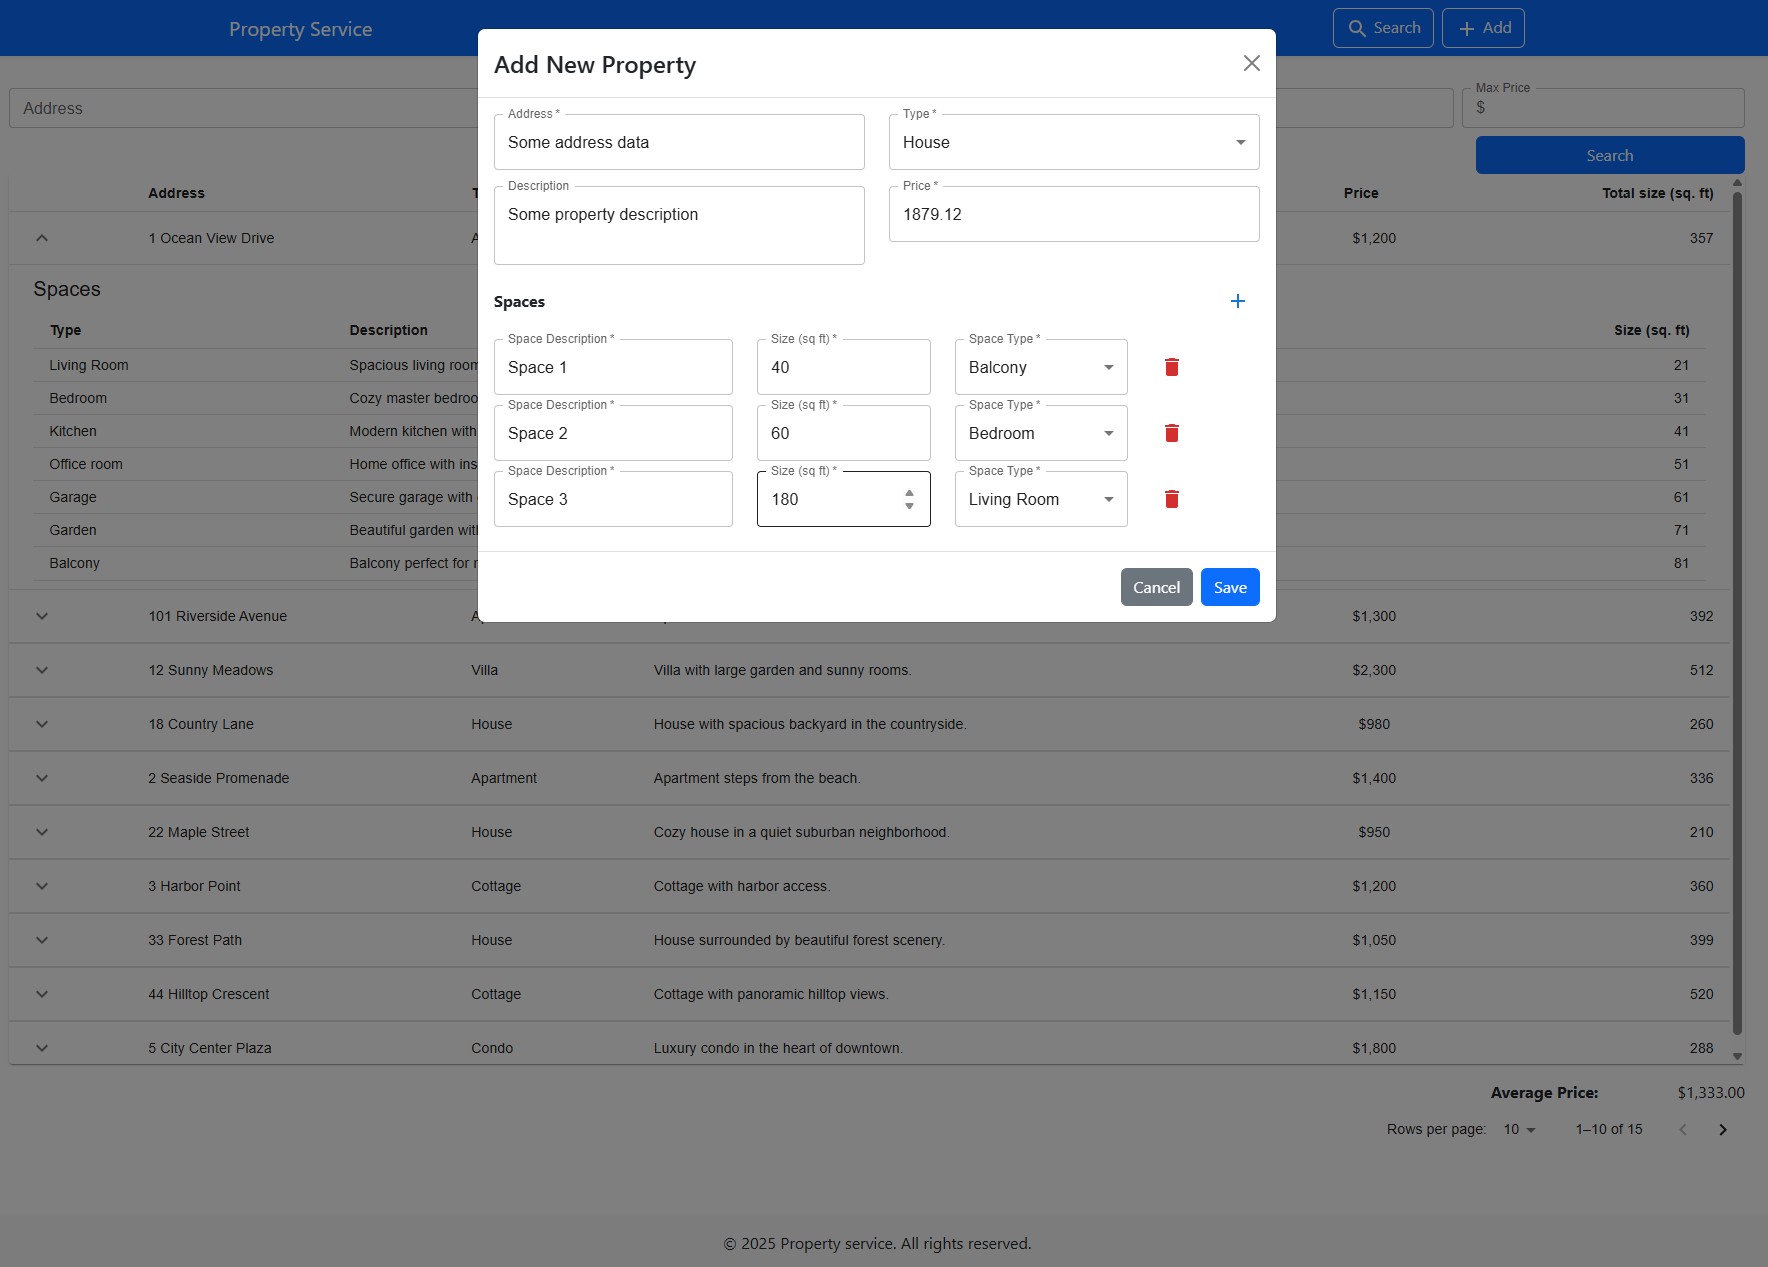 Property Service
Search
Add
Add New Property
Address
Max Price
$
Search
Address *
Some address data
Type *
House
Description
Some property description
Price *
1879.12
Spaces
Space Description *
Size (sq ft) *
Space Type *
Space 1
40
Balcony
Space Description *
Size (sq ft) *
Space Type *
Space 2
60
Bedroom
Space Description *
Size (sq ft) *
Space Type *
Space 3
180
Living Room
Cancel
Save
Address Price Total size (sq. ft)
1 Ocean View Drive $1,200 357
Spaces
Type Description Size (sq. ft)
Living Room Spacious living room 21
Bedroom Cozy master 31
Kitchen Modern kitchen with 41
Office room Home office with 51
Garage Secure garage with 61
Garden Beautiful garden 71
Balcony Balcony perfect for 81
101 Riverside Avenue $1,300 392
12 Sunny Meadows Villa Villa with large garden and sunny rooms. $2,300 512
18 Country Lane House House with spacious backyard in the countryside. $980 260
2 Seaside Promenade Apartment Apartment steps from the beach. $1,400 336
22 Maple Street House Cozy house in a quiet suburban neighborhood. $950 210
3 Harbor Point Cottage Cottage with harbor access. $1,200 360
33 Forest Path House House surrounded by beautiful forest scenery. $1,050 399
44 Hilltop Crescent Cottage Cottage with panoramic hilltop views. $1,150 520
5 City Center Plaza Condo Luxury condo in the heart of downtown. $1,800 288
Average Price: $1,333.00
Rows per page: 10 1–10 of 15
© 2025 Property service. All rights reserved.